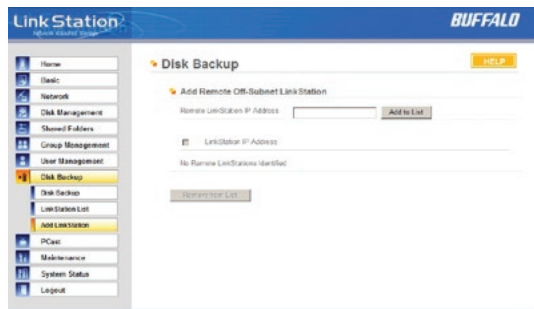 LinkStation
Network Attached Storage
BUFFALO
Home
Basic
Network
Disk Management
Shared Folders
Group Management
User Management
Disk Backup
Disk Backup
LinkStation List
Add LinkStation
PCast
Maintenance
System Status
Logout
Disk Backup
HELP
Add Remote Off-Subnet LinkStation
Remote LinkStation IP Address
Add to List
LinkStation IP Address
No Remote LinkStations Identified
Remove from List